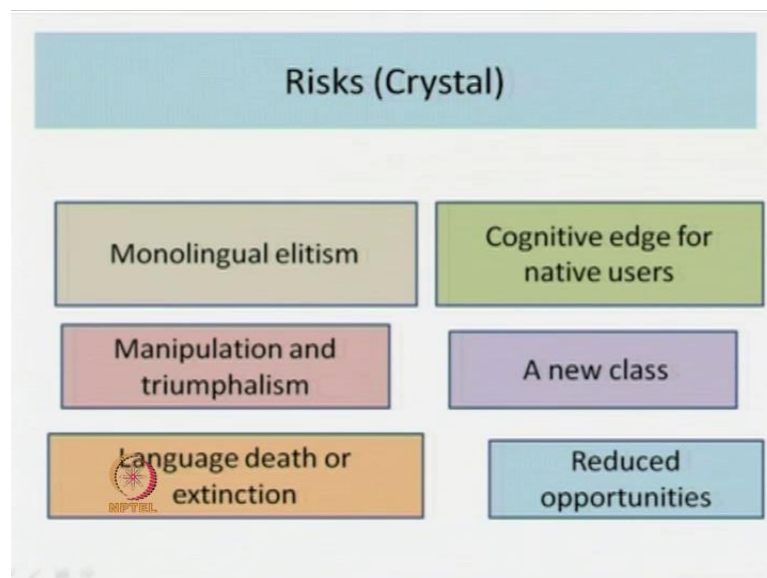 Risks (Crystal)
Monolingual elitism
Cognitive edge for
native users
Manipulation and
triumphalism
A new class
Language death or
extinction
NPTEL
Reduced
opportunities